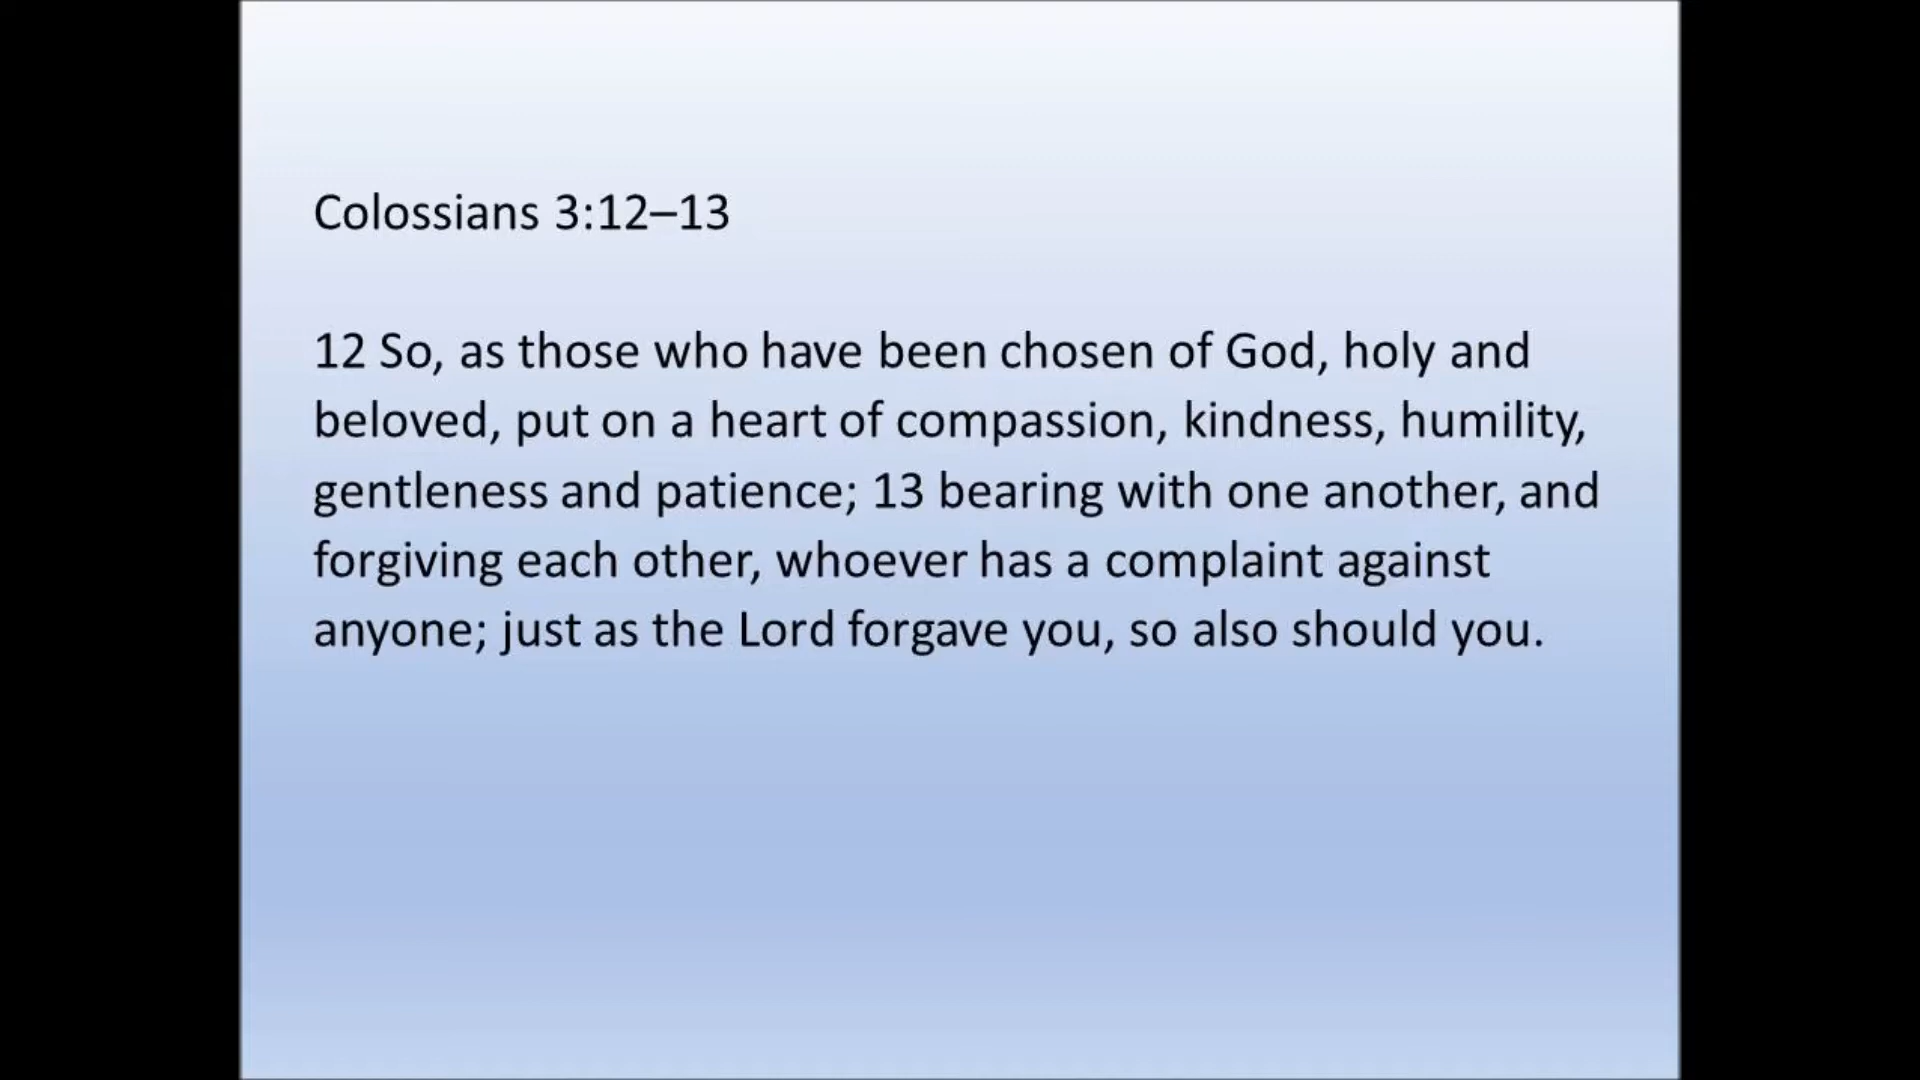 Colossians 3:12–13
12 So, as those who have been chosen of God, holy and
beloved, put on a heart of compassion, kindness, humility,
gentleness and patience; 13 bearing with one another, and
forgiving each other, whoever has a complaint against
anyone; just as the Lord forgave you, so also should you.